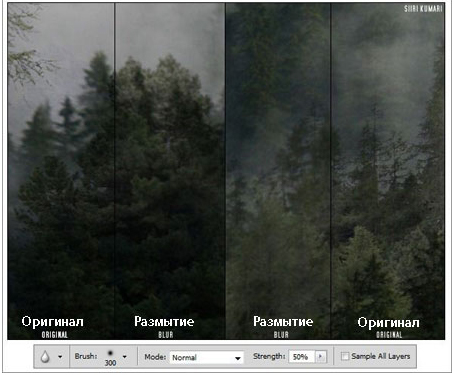 SIIRI KUMARI
Оригинал Размытие Размытие Оригинал
ORIGINAL BLUR BLUR ORIGINAL
Brush: 300 Mode: Normal Strength: 50% Sample All Layers